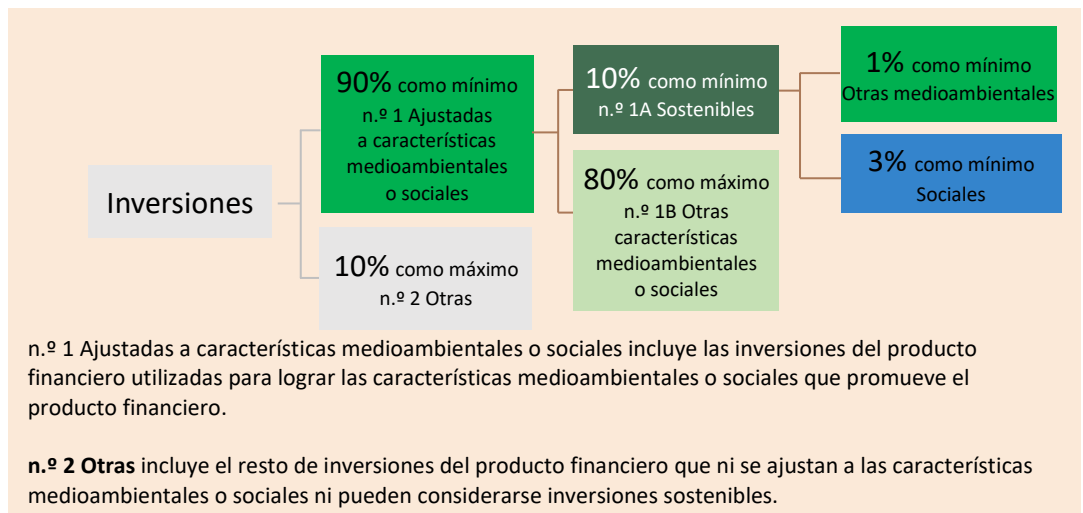 Inversiones
90% como mínimo
n.º 1 Ajustadas
a características
medioambientales
o sociales
10% como máximo
n.º 2 Otras
10% como mínimo
n.º 1A Sostenibles
80% como máximo
n.º 1B Otras
características
medioambientales
o sociales
1% como mínimo
Otras medioambientales
3% como mínimo
Sociales
n.º 1 Ajustadas a características medioambientales o sociales incluye las inversiones del producto
financiero utilizadas para lograr las características medioambientales o sociales que promueve el
producto financiero.
n.º 2 Otras incluye el resto de inversiones del producto financiero que ni se ajustan a las características
medioambientales o sociales ni pueden considerarse inversiones sostenibles.